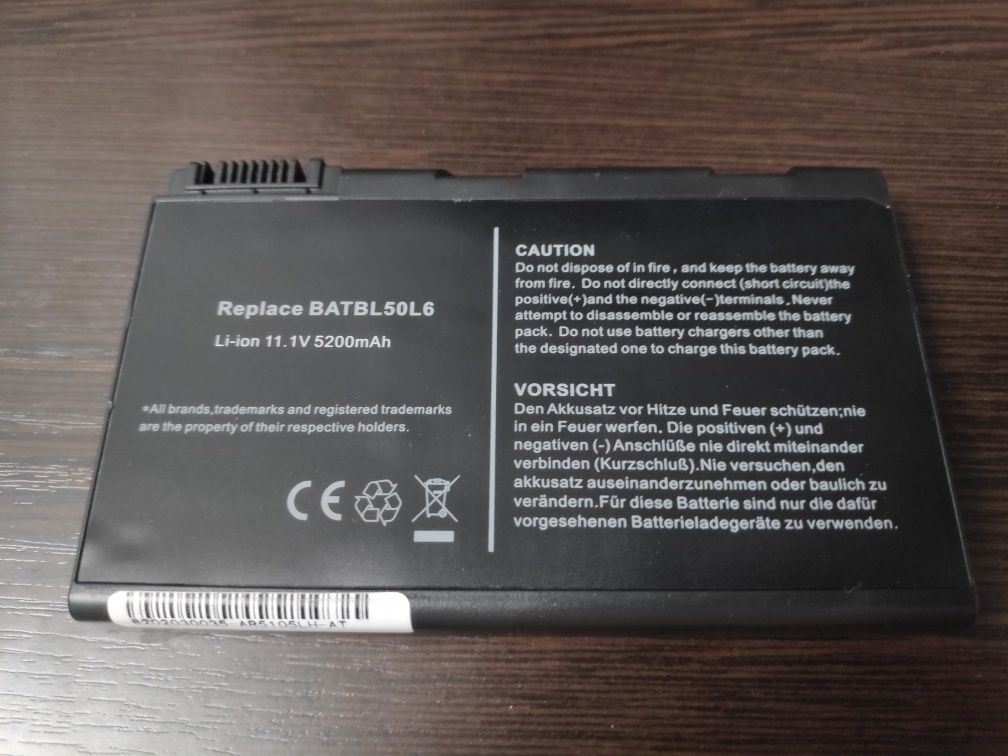 Replace BATBL50L6
Li-ion 11.1V 5200mAh
*All brands,trademarks and registered trademarks
are the property of their respective holders.
CE
CAUTION
Do not dispose of in fire, and keep the battery away
from fire. Do not directly connect (short circuit)the
positive(+)and the negative(-)terminals. Never
attempt to disassemble or reassemble the battery
pack. Do not use battery chargers other than
the designated one to charge this battery pack.
VORSICHT
Den Akkusatz vor Hitze und Feuer schützen;nie
in ein Feuer werfen. Die positiven (+) und
negativen (-) Anschlüße nie direkt miteinander
verbinden (Kurzschluß).Nie versuchen,den
akkusatz auseinanderzunehmen oder baulich zu
verändern.Für diese Batterie sind nur die dafür
vorgesehenen Batterieladegeräte zu verwenden.
6202030035-AR5105LH-AT